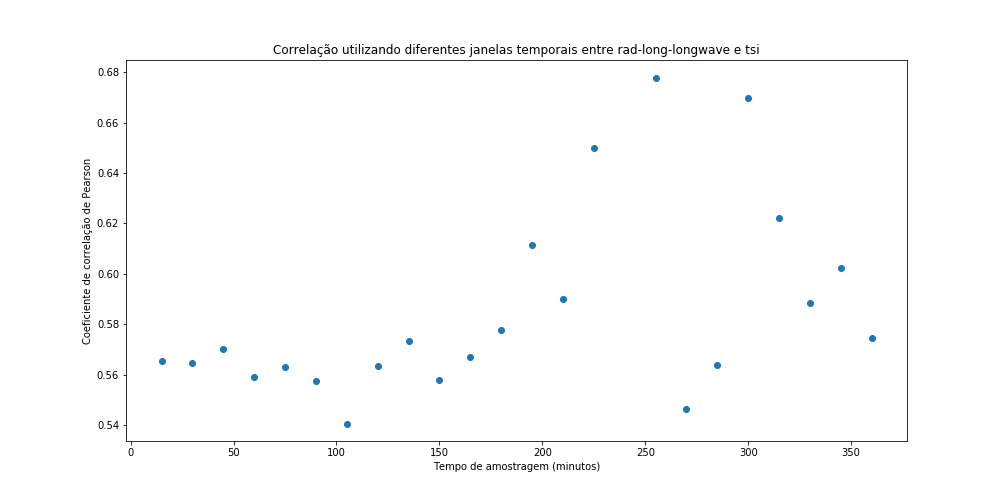 Correlação utilizando diferentes janelas temporais entre rad-long-longwave e tsi
Coeficiente de correlação de Pearson
0.68
0.66
0.64
0.62
0.60
0.58
0.56
0.54
0 50 100 150 200 250 300 350
Tempo de amostragem (minutos)